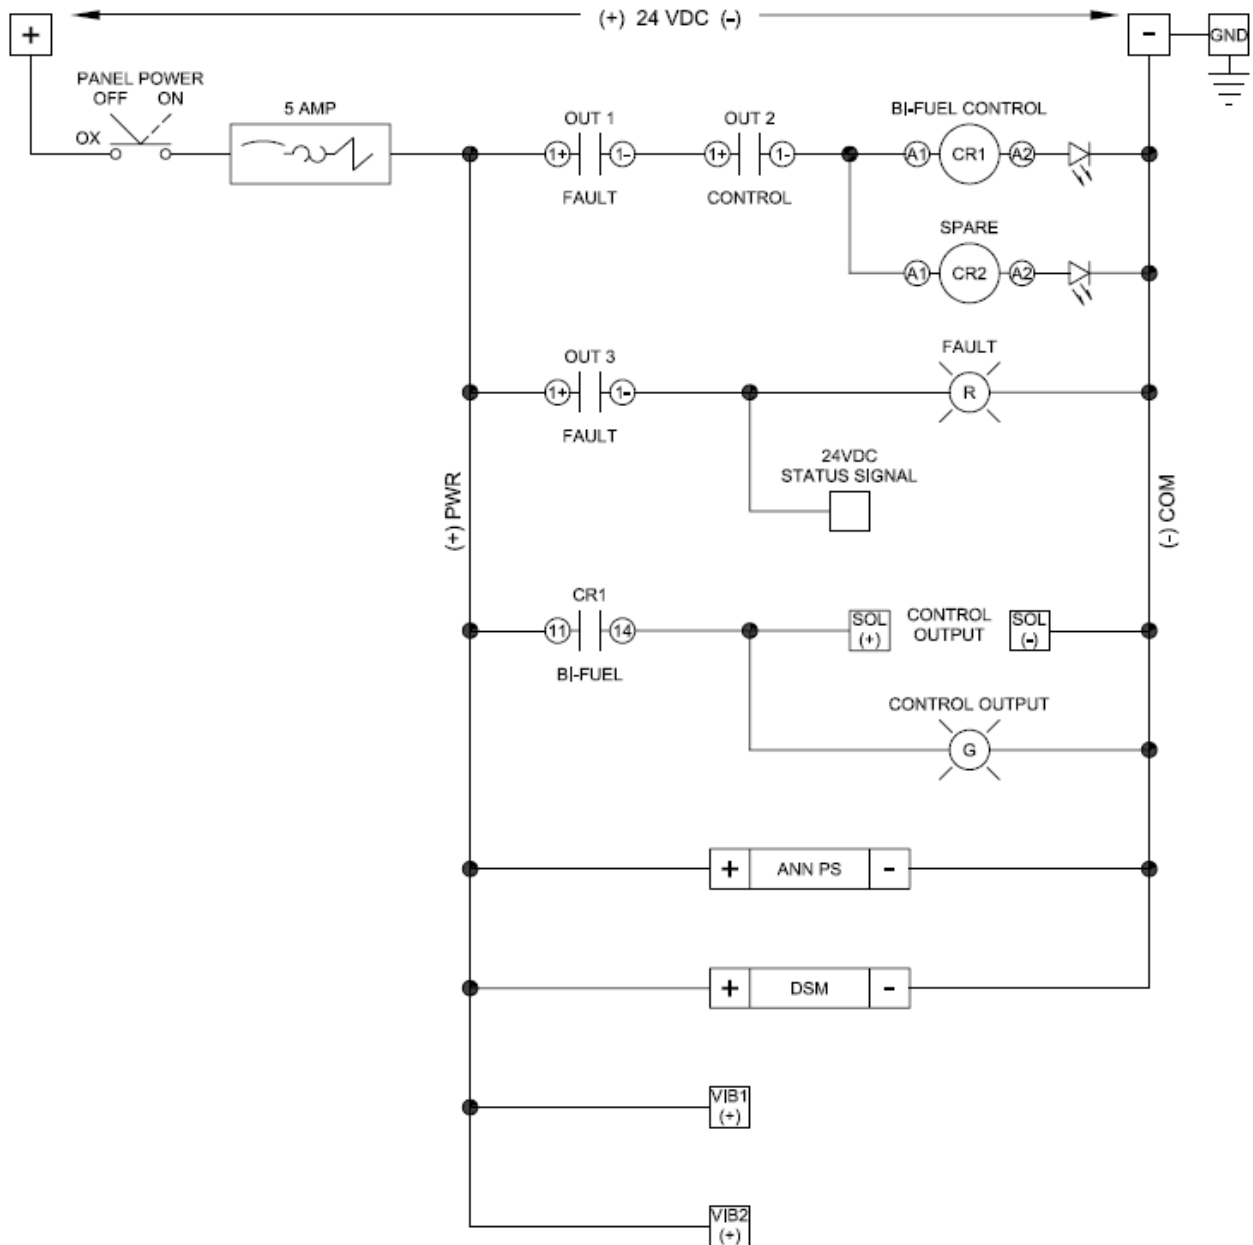 (+) 24 VDC (-)
+
-
GND
PANEL POWER
OFF ON
OX
5 AMP
OUT 1
1+ 1-
FAULT
OUT 2
1+ 1-
CONTROL
BI-FUEL CONTROL
A1 CR1 A2
SPARE
A1 CR2 A2
OUT 3
1+ 1-
FAULT
FAULT
R
24VDC
STATUS SIGNAL
(+) PWR
(-) COM
CR1
11 14
BI-FUEL
SOL
(+)
CONTROL
OUTPUT
SOL
(-)
CONTROL OUTPUT
G
+ ANN PS -
+ DSM -
VIB1
(+)
VIB2
(+)